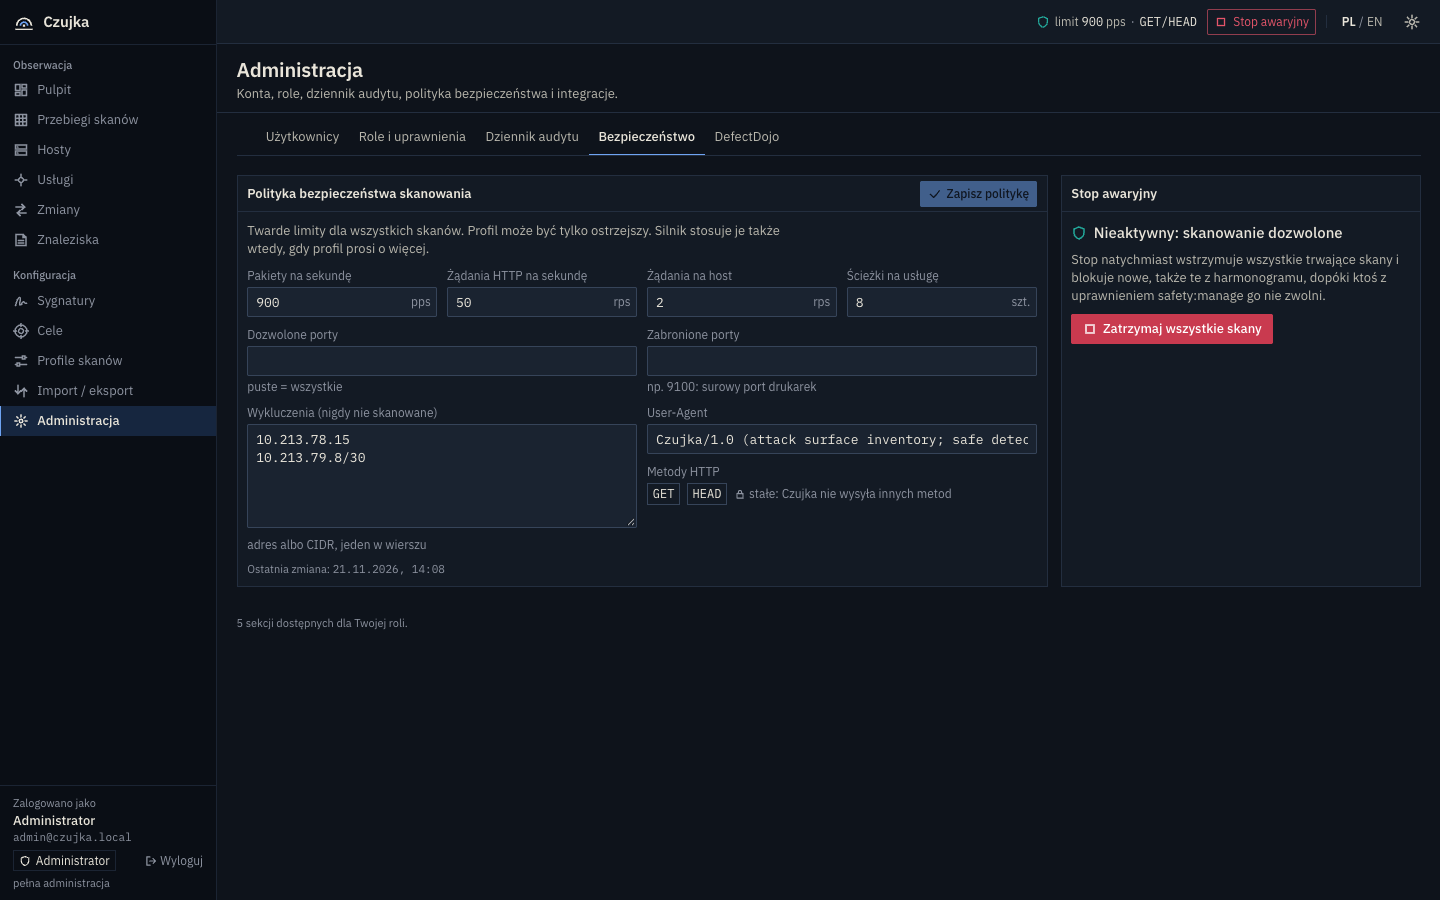 Czujka
limit 900 pps · GET/HEAD
Stop awaryjny
PL / EN
Obserwacja
Pulpit
Przebiegi skanów
Hosty
Usługi
Zmiany
Znaleziska
Konfiguracja
Sygnatury
Cele
Profile skanów
Import / eksport
Administracja
Zalogowano jako
Administrator
admin@czujka.local
Administrator
Wyloguj
pełna administracja
Administracja
Konta, role, dziennik audytu, polityka bezpieczeństwa i integracje.
Użytkownicy Role i uprawnienia Dziennik audytu Bezpieczeństwo DefectDojo
Polityka bezpieczeństwa skanowania
Zapisz politykę
Twarde limity dla wszystkich skanów. Profil może być tylko ostrzejszy. Silnik stosuje je także
wtedy, gdy profil prosi o więcej.
Pakiety na sekundę Żądania HTTP na sekundę Żądania na host Ścieżki na usługę
900 pps 50 rps 2 rps 8 szt.
Dozwolone porty Zabronione porty
puste = wszystkie np. 9100: surowy port drukarek
Wykluczenia (nigdy nie skanowane)
10.213.78.15
10.213.79.8/30
adres albo CIDR, jeden w wierszu
User-Agent
Czujka/1.0 (attack surface inventory; safe detec
Metody HTTP
GET HEAD stałe: Czujka nie wysyła innych metod
Ostatnia zmiana: 21.11.2026, 14:08
Stop awaryjny
Nieaktywny: skanowanie dozwolone
Stop natychmiast wstrzymuje wszystkie trwające skany i
blokuje nowe, także te z harmonogramu, dopóki ktoś z
uprawnieniem safety:manage go nie zwolni.
Zatrzymaj wszystkie skany
5 sekcji dostępnych dla Twojej roli.